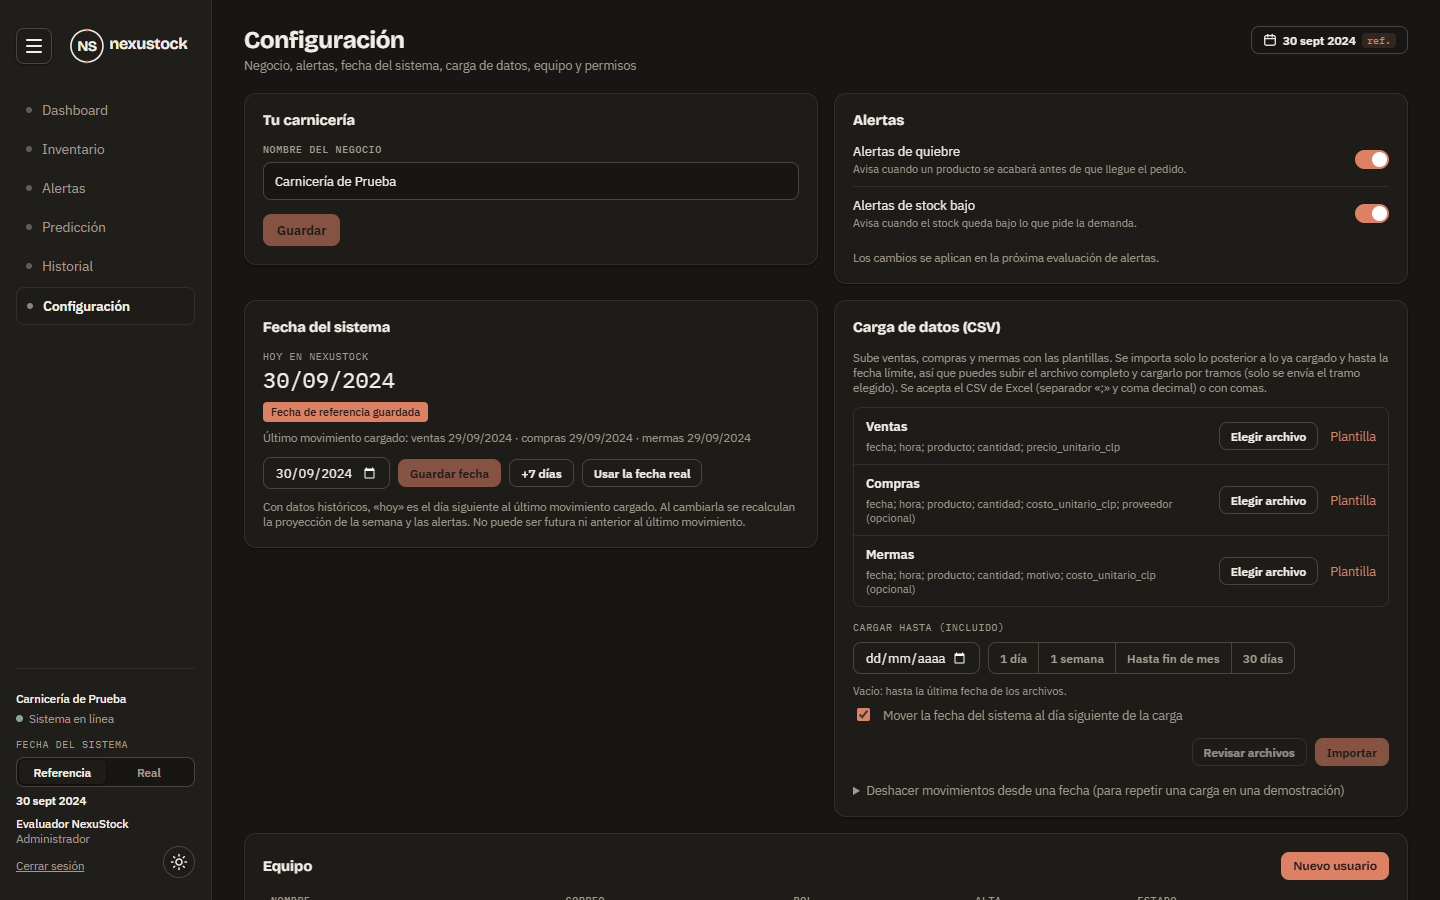 NS nexustock
Dashboard
Inventario
Alertas
Predicción
Historial
Configuración
Carnicería de Prueba
Sistema en línea
FECHA DEL SISTEMA
Referencia Real
30 sept 2024
Evaluador NexuStock
Administrador
Cerrar sesión
Configuración
Negocio, alertas, fecha del sistema, carga de datos, equipo y permisos
30 sept 2024 ref.
Tu carnicería
NOMBRE DEL NEGOCIO
Carnicería de Prueba
Guardar
Alertas
Alertas de quiebre
Avisa cuando un producto se acabará antes de que llegue el pedido.
Alertas de stock bajo
Avisa cuando el stock queda bajo lo que pide la demanda.
Los cambios se aplican en la próxima evaluación de alertas.
Fecha del sistema
HOY EN NEXUSTOCK
30/09/2024
Fecha de referencia guardada
Último movimiento cargado: ventas 29/09/2024 · compras 29/09/2024 · mermas 29/09/2024
30/09/2024 Guardar fecha +7 días Usar la fecha real
Con datos históricos, «hoy» es el día siguiente al último movimiento cargado. Al cambiarla se recalculan
la proyección de la semana y las alertas. No puede ser futura ni anterior al último movimiento.
Carga de datos (CSV)
Sube ventas, compras y mermas con las plantillas. Se importa solo lo posterior a lo ya cargado y hasta la
fecha límite, así que puedes subir el archivo completo y cargarlo por tramos (solo se envía el tramo
elegido). Se acepta el CSV de Excel (separador «;» y coma decimal) o con comas.
Ventas
fecha; hora; producto; cantidad; precio_unitario_clp
Elegir archivo Plantilla
Compras
fecha; hora; producto; cantidad; costo_unitario_clp; proveedor
(opcional)
Elegir archivo Plantilla
Mermas
fecha; hora; producto; cantidad; motivo; costo_unitario_clp
(opcional)
Elegir archivo Plantilla
CARGAR HASTA (INCLUIDO)
dd/mm/aaaa 1 día 1 semana Hasta fin de mes 30 días
Vacío: hasta la última fecha de los archivos.
Mover la fecha del sistema al día siguiente de la carga
Revisar archivos Importar
Deshacer movimientos desde una fecha (para repetir una carga en una demostración)
Equipo
Nuevo usuario